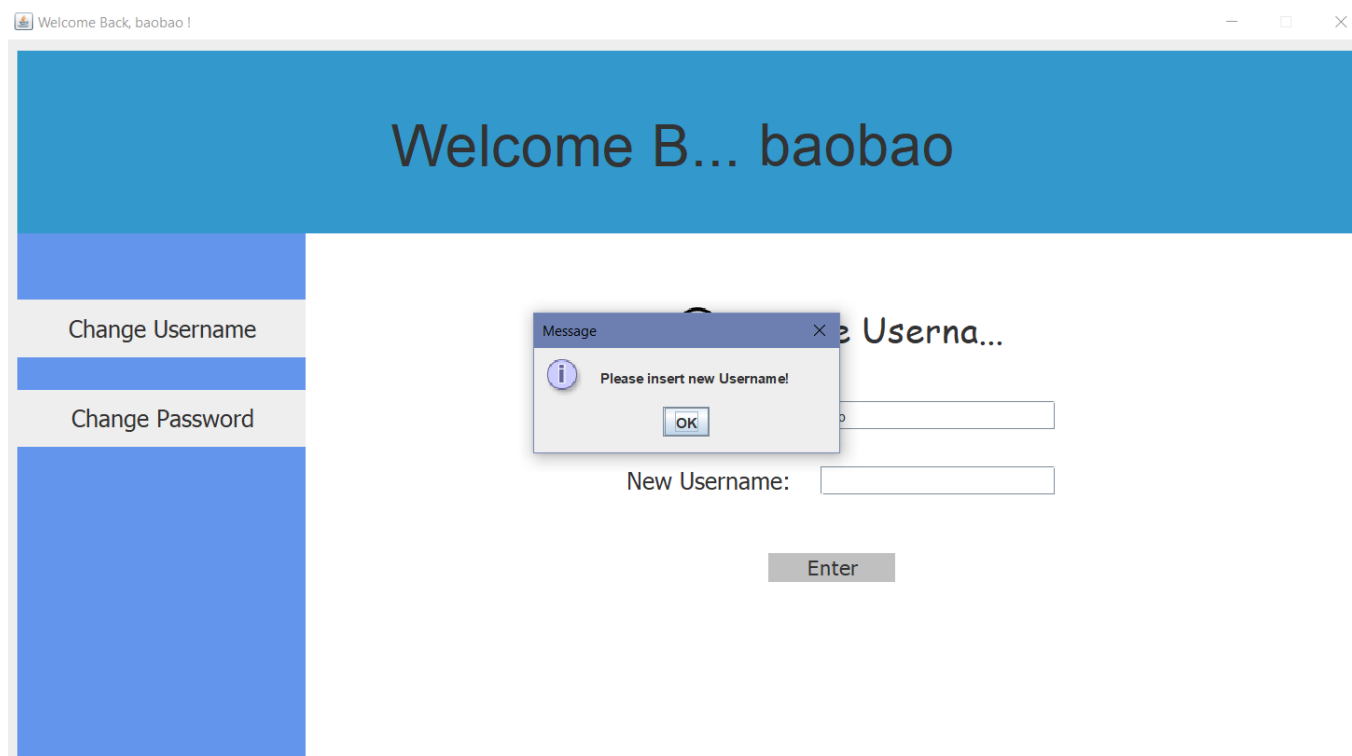 Welcome Back, baobao !
Welcome B... baobao
Change Username
Change Password
Userna...
Message
Please insert new Username!
OK
New Username:
Enter